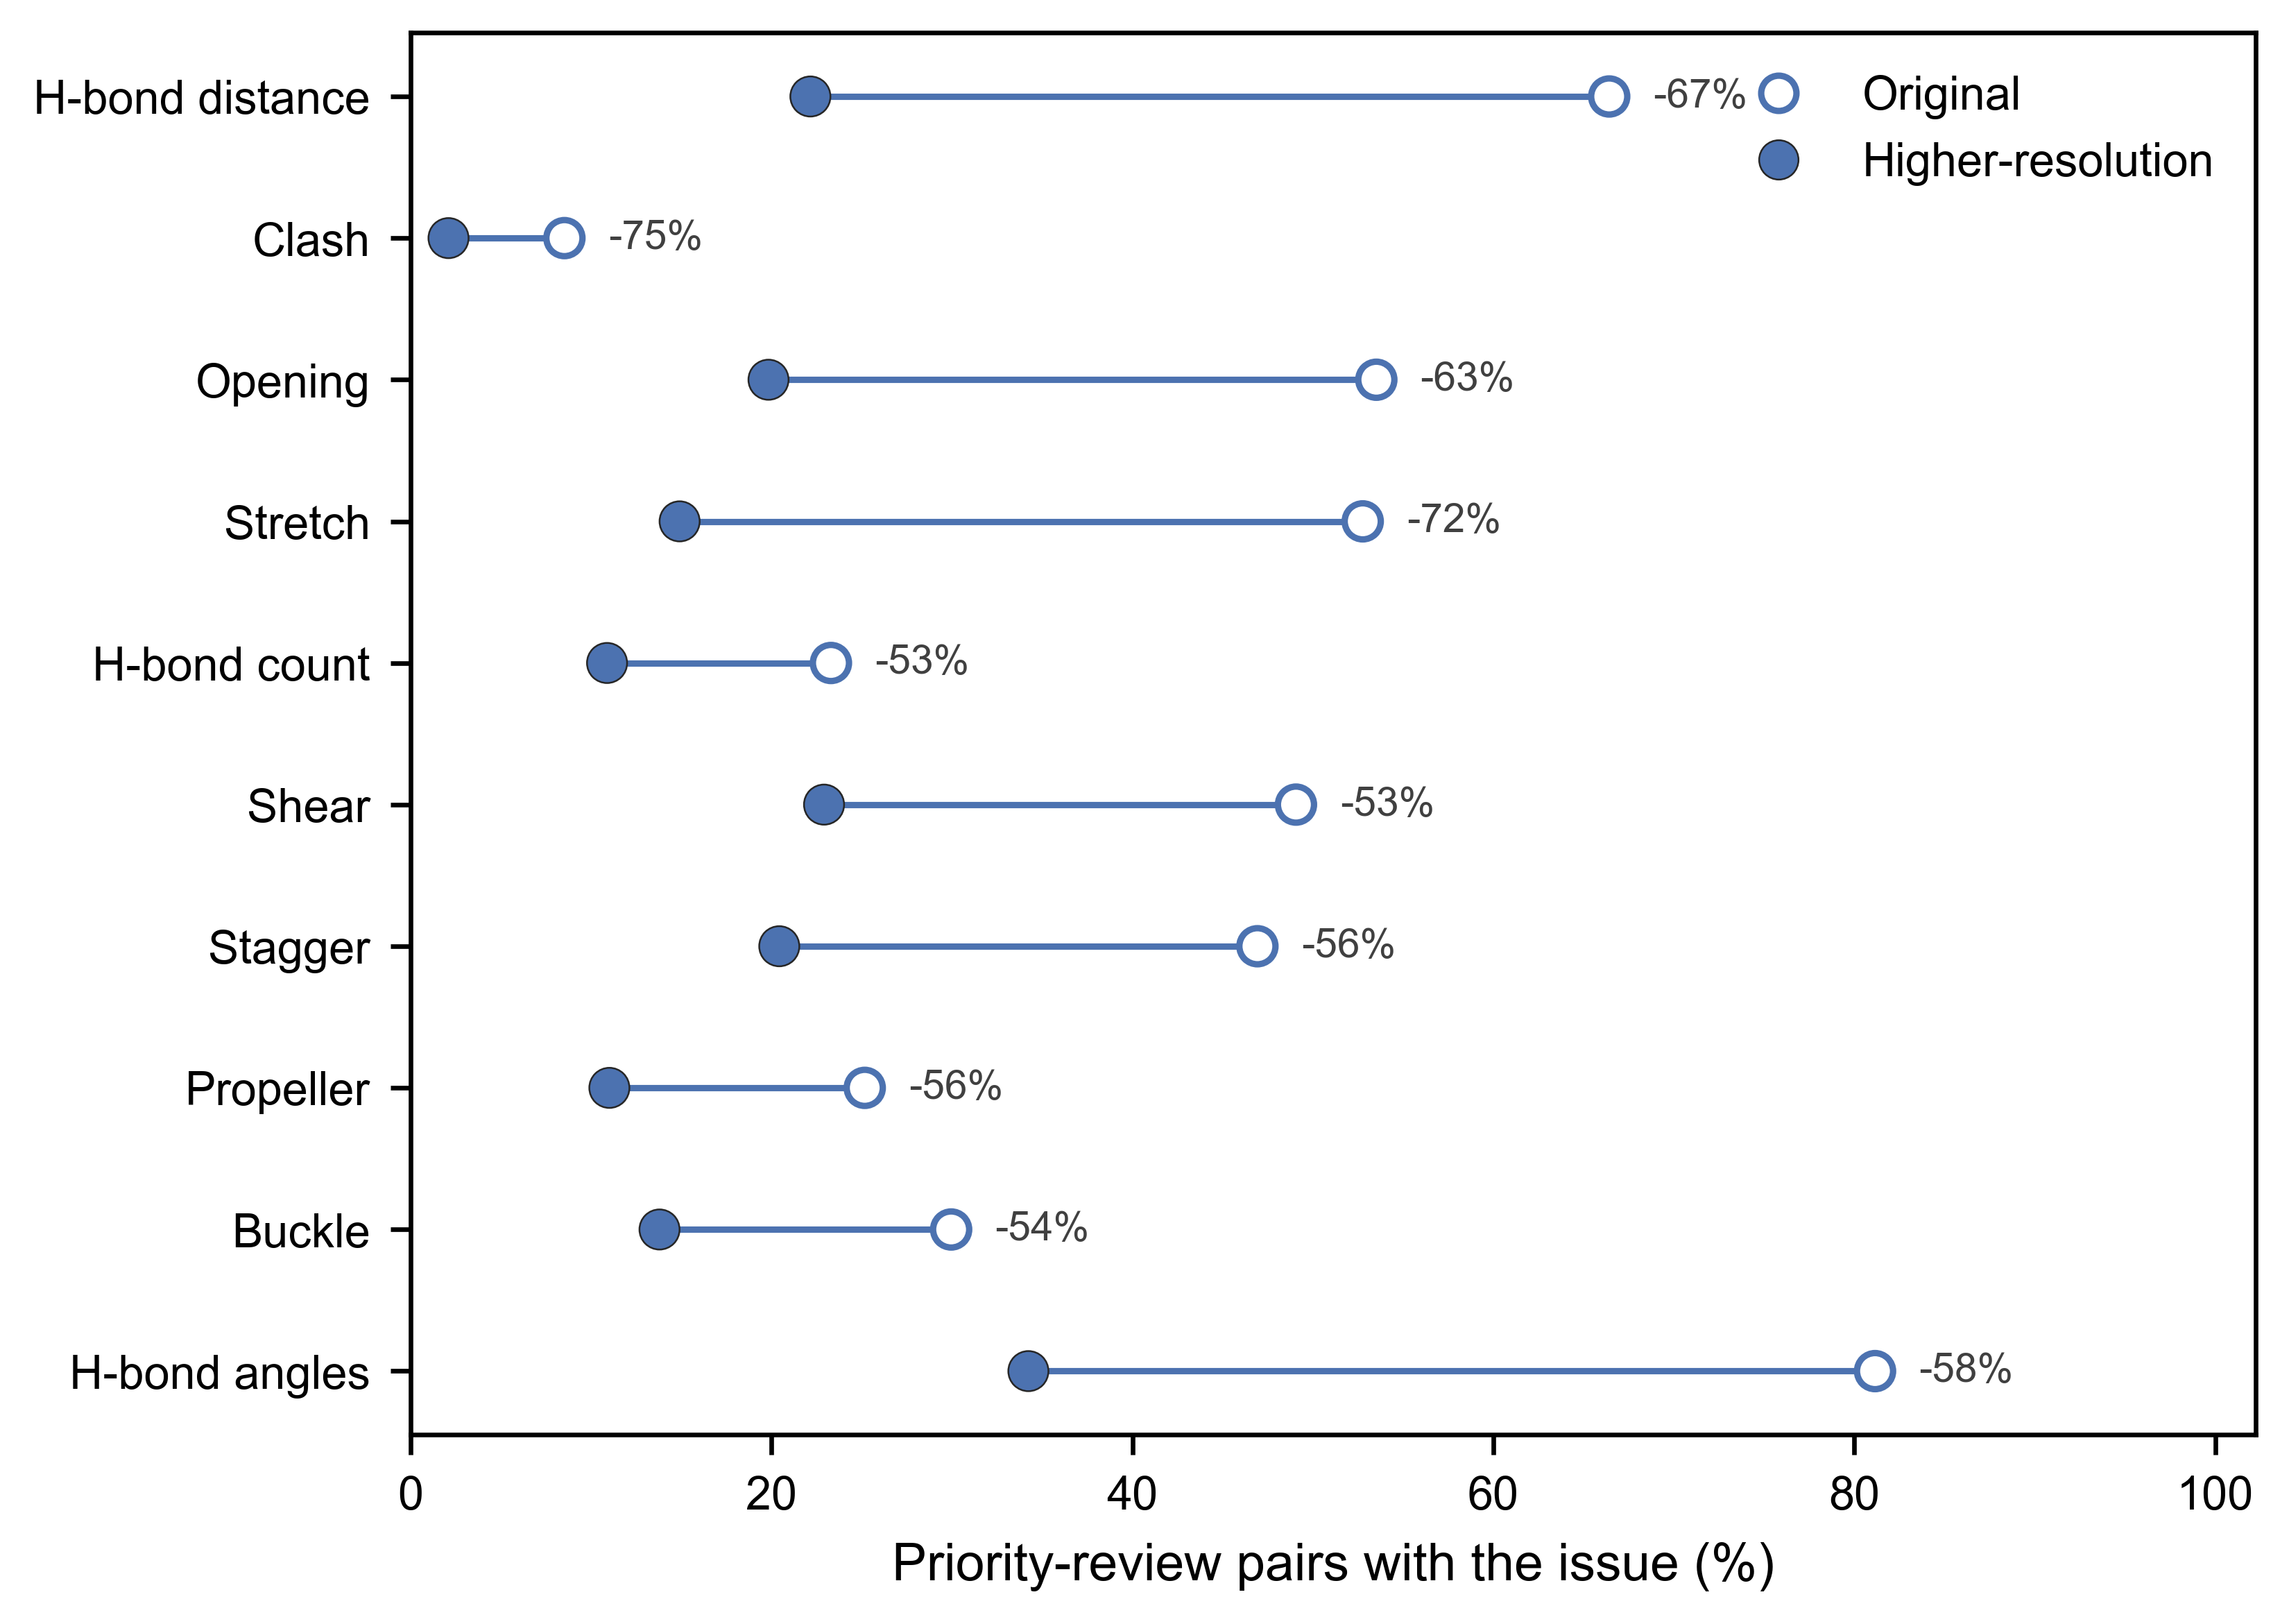 H-bond distance
-67%
Original
Higher-resolution
Clash
-75%
Opening
-63%
Stretch
-72%
H-bond count
-53%
Shear
-53%
Stagger
-56%
Propeller
-56%
Buckle
-54%
H-bond angles
-58%
0 20 40 60 80 100
Priority-review pairs with the issue (%)